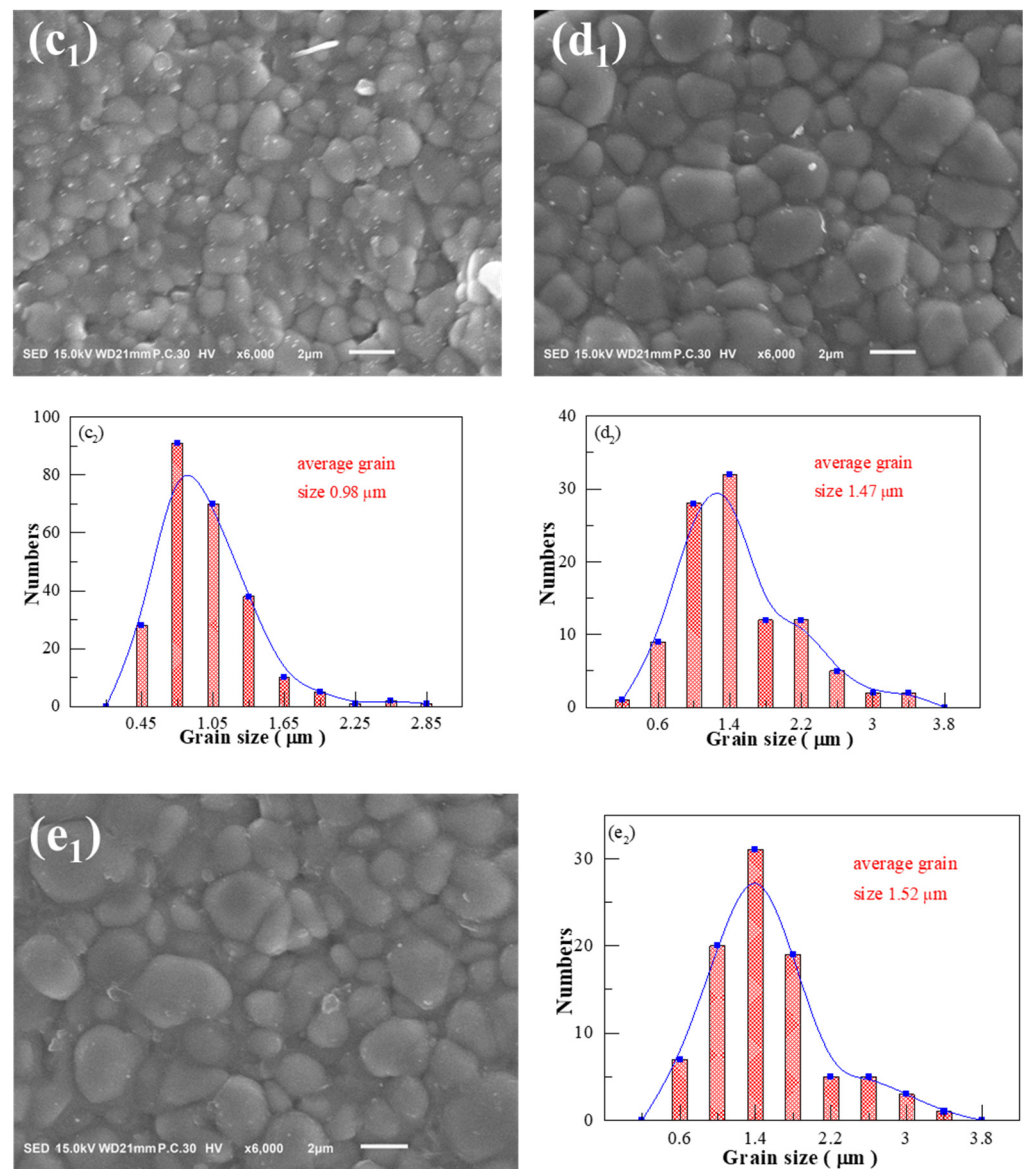 (c1)
SED 15.0kV WD21mmP.C.30 HV x6,000 2μm
(d1)
SED 15.0kV WD21mmP.C.30 HV x6,000 2μm
(c2)
average grain
size 0.98 μm
100
80
60
40
20
0
Numbers
0.45 1.05 1.65 2.25 2.85
Grain size ( μm )
(d2)
average grain
size 1.47 μm
40
30
20
10
0
Numbers
0.6 1.4 2.2 3 3.8
Grain size ( μm )
(e1)
SED 15.0kV WD21mmP.C.30 HV x6,000 2μm
(e2)
average grain
size 1.52 μm
30
20
10
0
Numbers
0.6 1.4 2.2 3 3.8
Grain size ( μm )